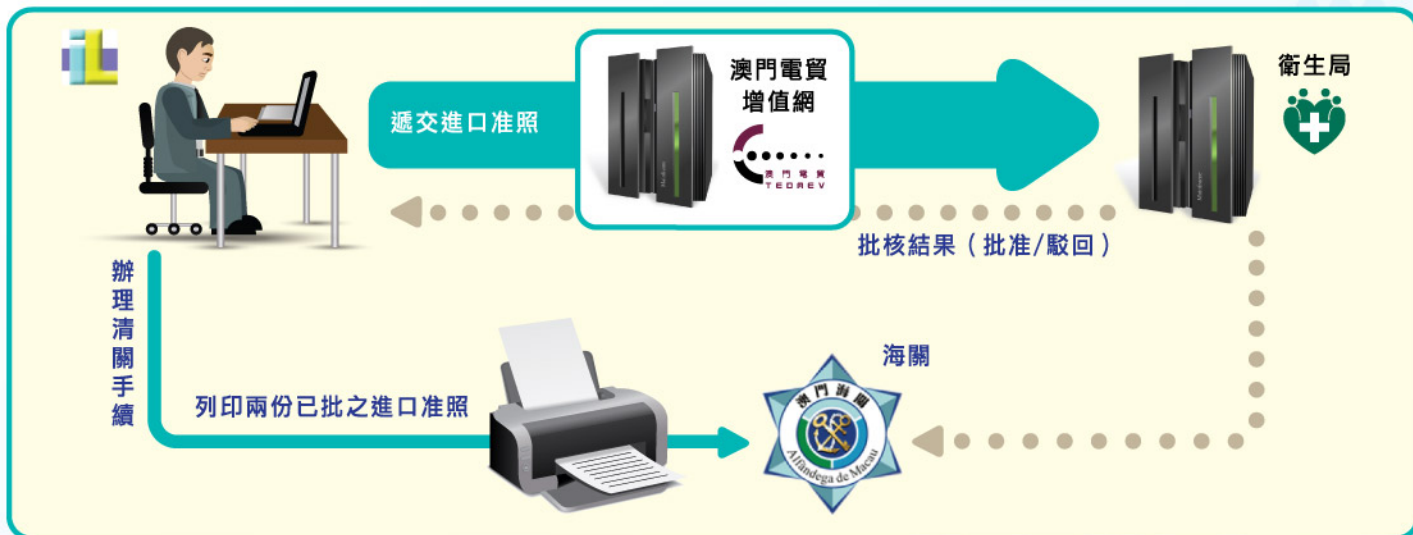 iL
遞交進口准照
澳門電貿
增值網
澳門電貿
TEDMEV
衛生局
批核結果（批准/駁回）
辦理清關手續
列印兩份已批之進口准照
海關
澳門海關
Alfândega de Macau